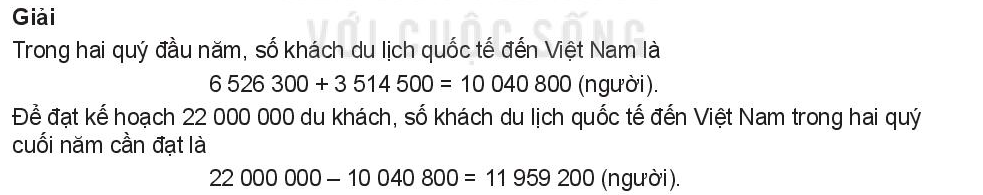 Giải
VỚI CUỘC SỐNG
Trong hai quý đầu năm, số khách du lịch quốc tế đến Việt Nam là
6 526 300 + 3 514 500 = 10 040 800 (người).
Để đạt kế hoạch 22 000 000 du khách, số khách du lịch quốc tế đến Việt Nam trong hai quý
cuối năm cần đạt là
22 000 000 – 10 040 800 = 11 959 200 (người).